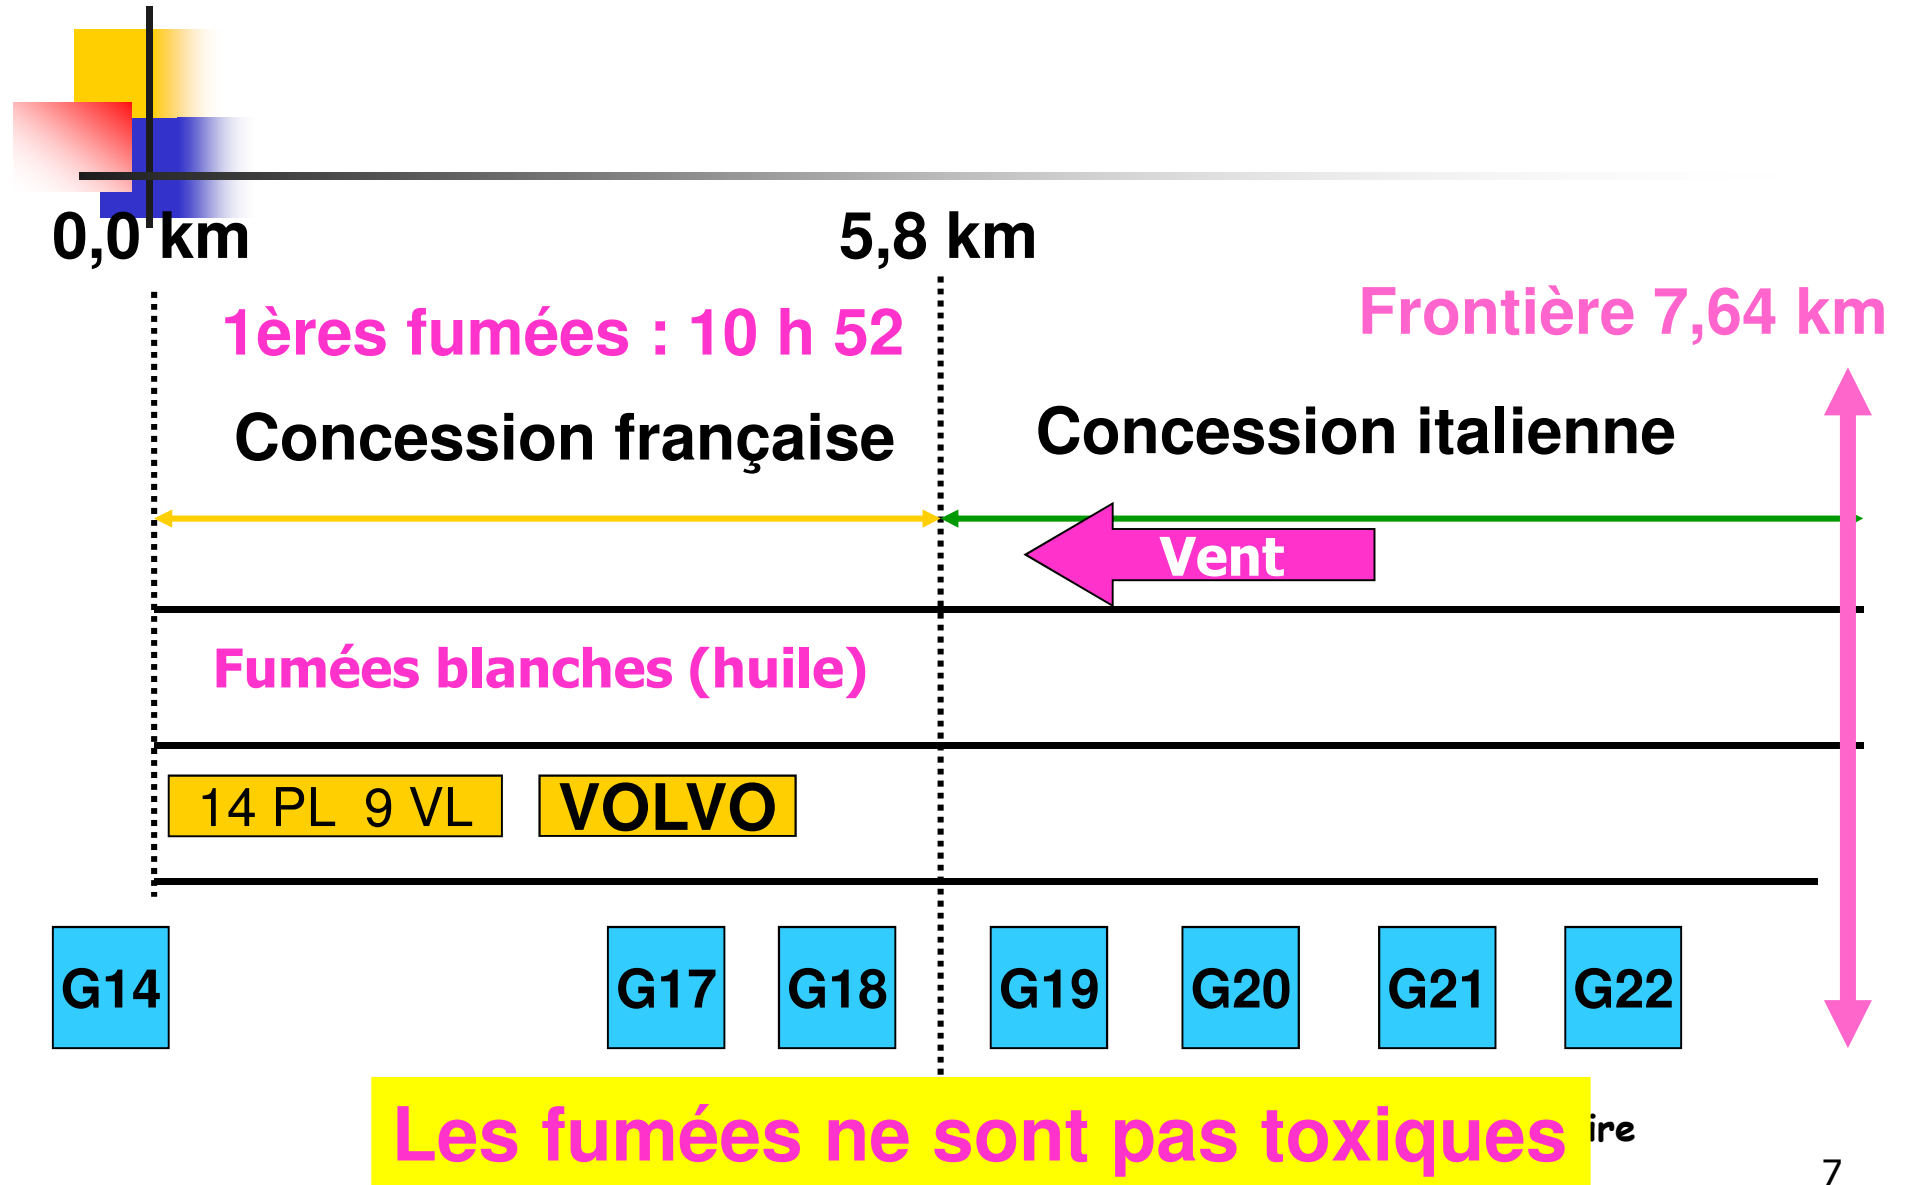 0,0 km 5,8 km
1ères fumées : 10 h 52 Frontière 7,64 km
Concession française Concession italienne
Vent
Fumées blanches (huile)
14 PL 9 VL VOLVO
G14 G17 G18 G19 G20 G21 G22
Les fumées ne sont pas toxiques
7